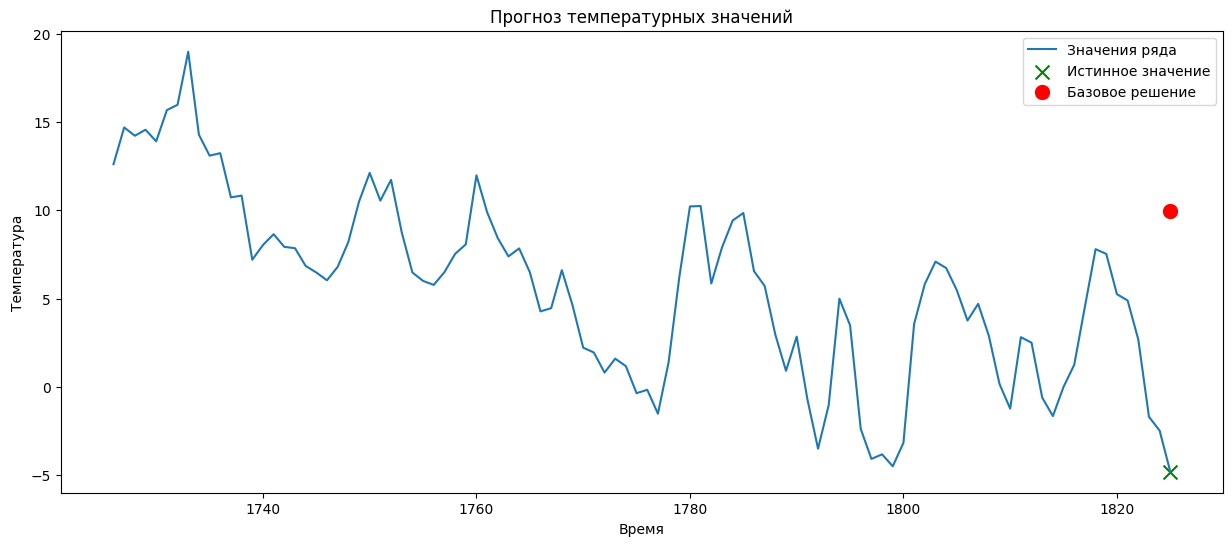 Прогноз температурных значений
20
15
10
5
0
−5
Температура
1740
1760
1780
1800
1820
Время
Значения ряда
Истинное значение
Базовое решение